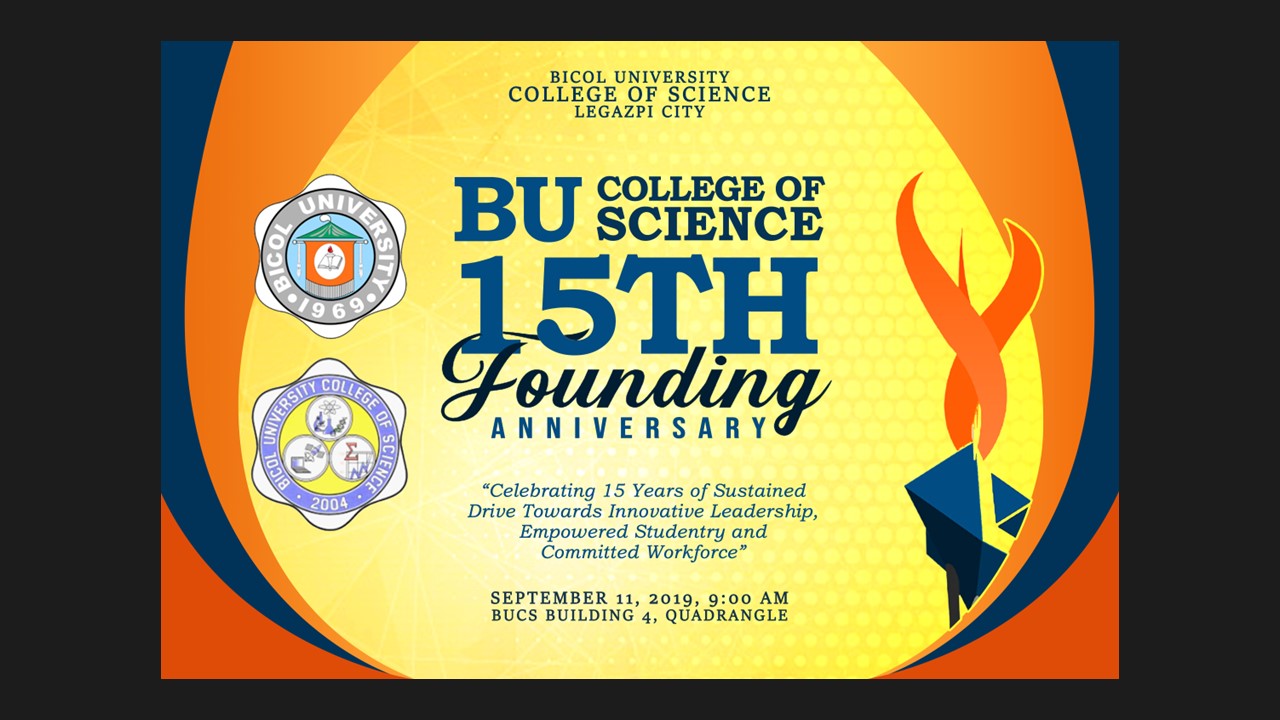 BICOL UNIVERSITY
COLLEGE OF SCIENCE
LEGAZPI CITY
BU COLLEGE OF
SCIENCE
15TH
Founding
ANNIVERSARY
BICOL UNIVERSITY
• 1969 •
BICOL UNIVERSITY COLLEGE OF SCIENCE
• 2004 •
“Celebrating 15 Years of Sustained
Drive Towards Innovative Leadership,
Empowered Studentry and
Committed Workforce”
SEPTEMBER 11, 2019, 9:00 AM
BUCS BUILDING 4, QUADRANGLE